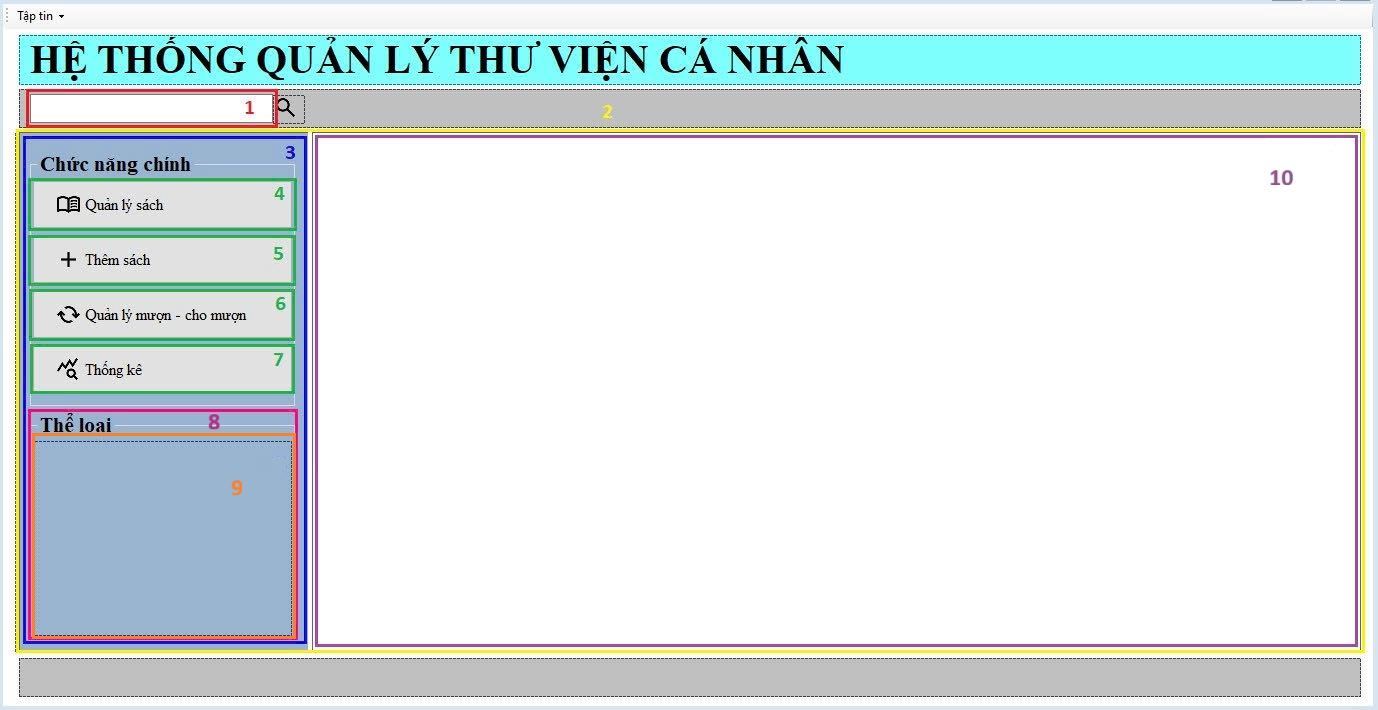 Tập tin
HỆ THỐNG QUẢN LÝ THƯ VIỆN CÁ NHÂN
1
2
3
Chức năng chính
4
Quản lý sách
5
Thêm sách
6
Quản lý mượn - cho mượn
7
Thống kê
8
Thể loại
9
10